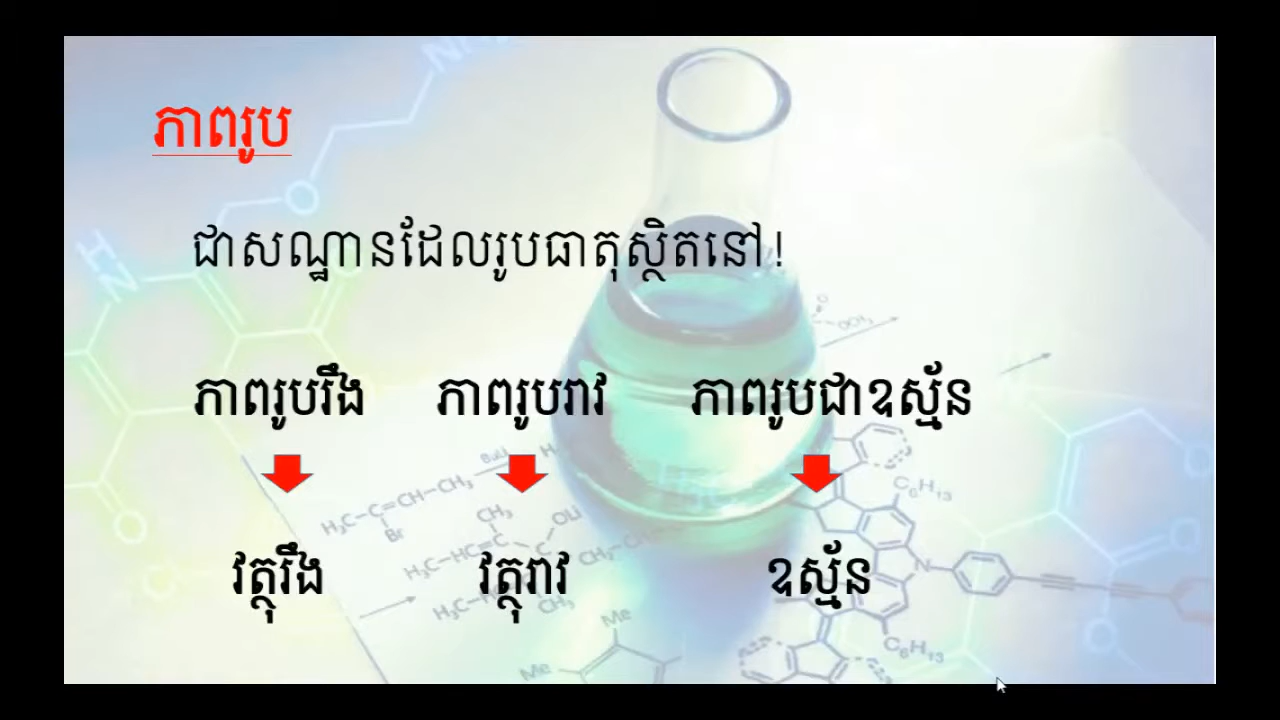 ភាពរូប
ជាសណ្ឋានដែលរូបធាតុស្ថិតនៅ!
ភាពរូបរឹង ភាពរូបរាវ ភាពរូបជាឧស្ម័ន
វត្ថុរឹង វត្ថុរាវ ឧស្ម័ន